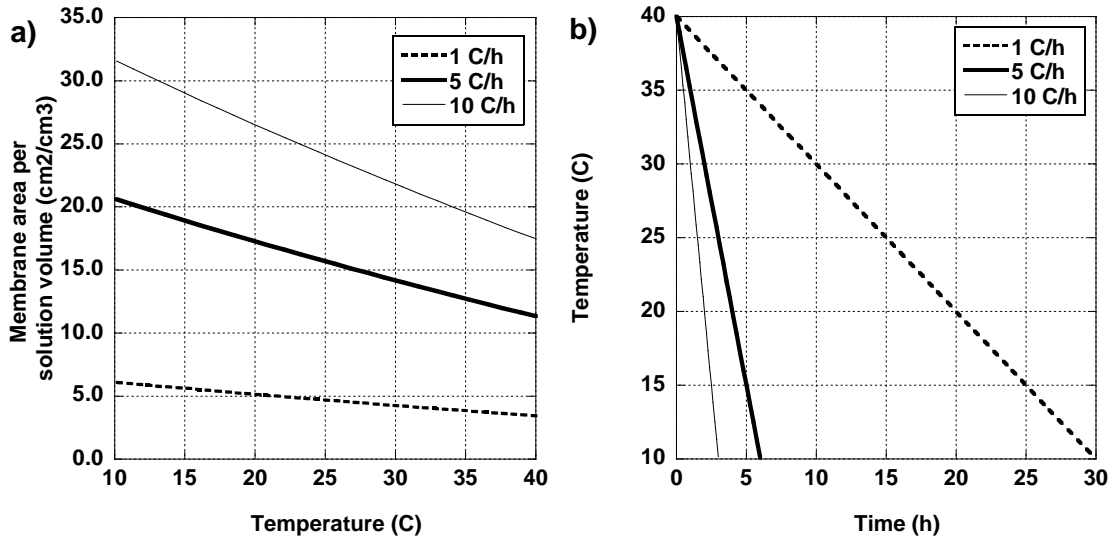 a)
35.0
30.0
25.0
20.0
15.0
10.0
5.0
0.0
Membrane area per
solution volume (cm2/cm3)
1 C/h
5 C/h
10 C/h
10 15 20 25 30 35 40
Temperature (C)
b)
40
35
30
25
20
15
10
Temperature (C)
1 C/h
5 C/h
10 C/h
0 5 10 15 20 25 30
Time (h)